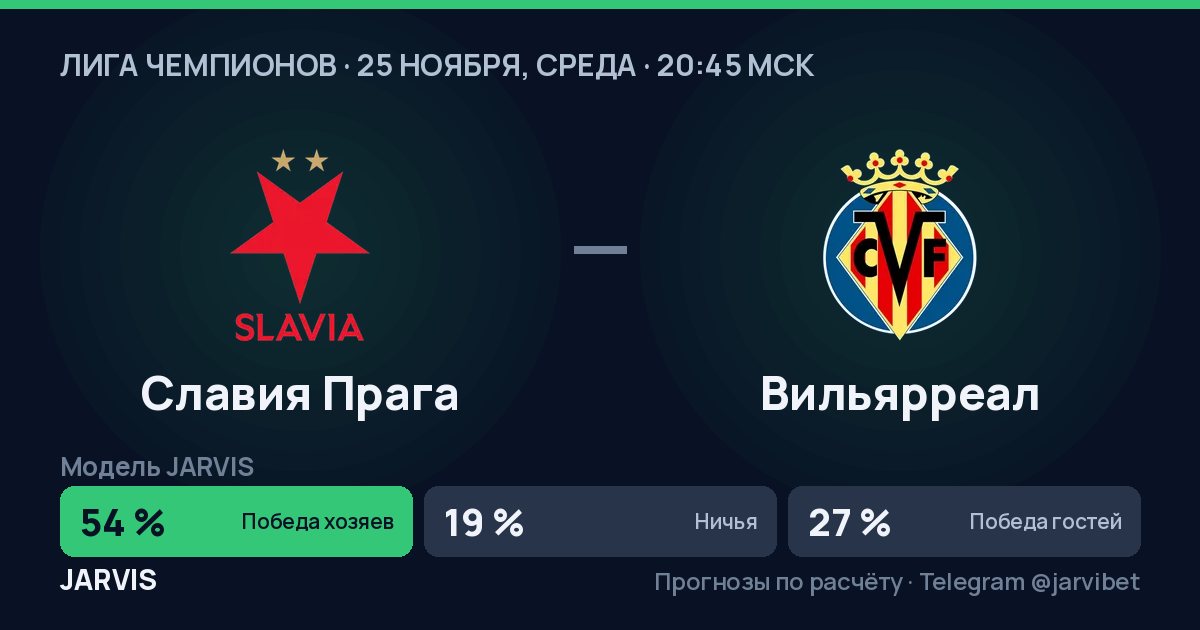 ЛИГА ЧЕМПИОНОВ · 25 НОЯБРЯ, СРЕДА · 20:45 МСК
SLAVIA
CVF
Славия Прага
—
Вильярреал
Модель JARVIS
54 % Победа хозяев
19 % Ничья
27 % Победа гостей
JARVIS
Прогнозы по расчёту · Telegram @jarvibet